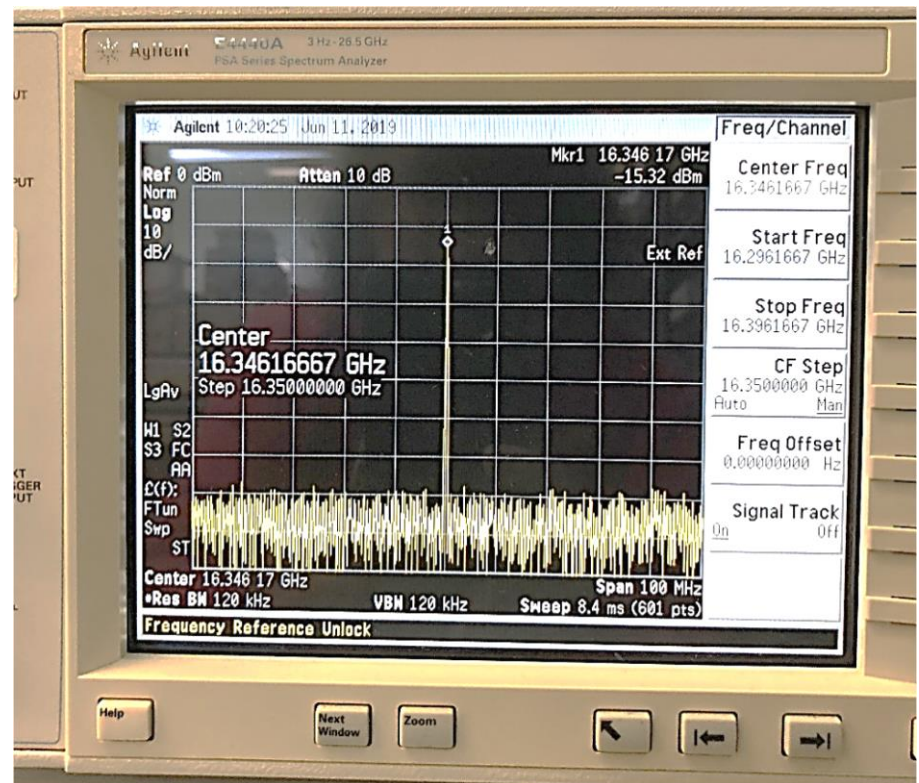 Agilent E4440A 3 Hz-26.5 GHz
PSA Series Spectrum Analyzer
Agilent 10:20:25 Jun 11, 2019
Freq/Channel
Mkr1 16.346 17 GHz
Ref 0 dBm Atten 10 dB -15.32 dBm
Norm
Log
10
dB/
1
Ext Ref
Center
16.34616667 GHz
Step 16.35000000 GHz
LgAv
W1 S2
S3 FC
AA
£(f):
FTun
Swp
ST
Center 16.346 17 GHz Span 100 MHz
•Res BW 120 kHz VBW 120 kHz Sweep 8.4 ms (601 pts)
Frequency Reference Unlock
Center Freq
16.3461667 GHz
Start Freq
16.2961667 GHz
Stop Freq
16.3961667 GHz
CF Step
16.3500000 GHz
Auto Man
Freq Offset
0.00000000 Hz
Signal Track
On Off
Help
Next
Window
Zoom